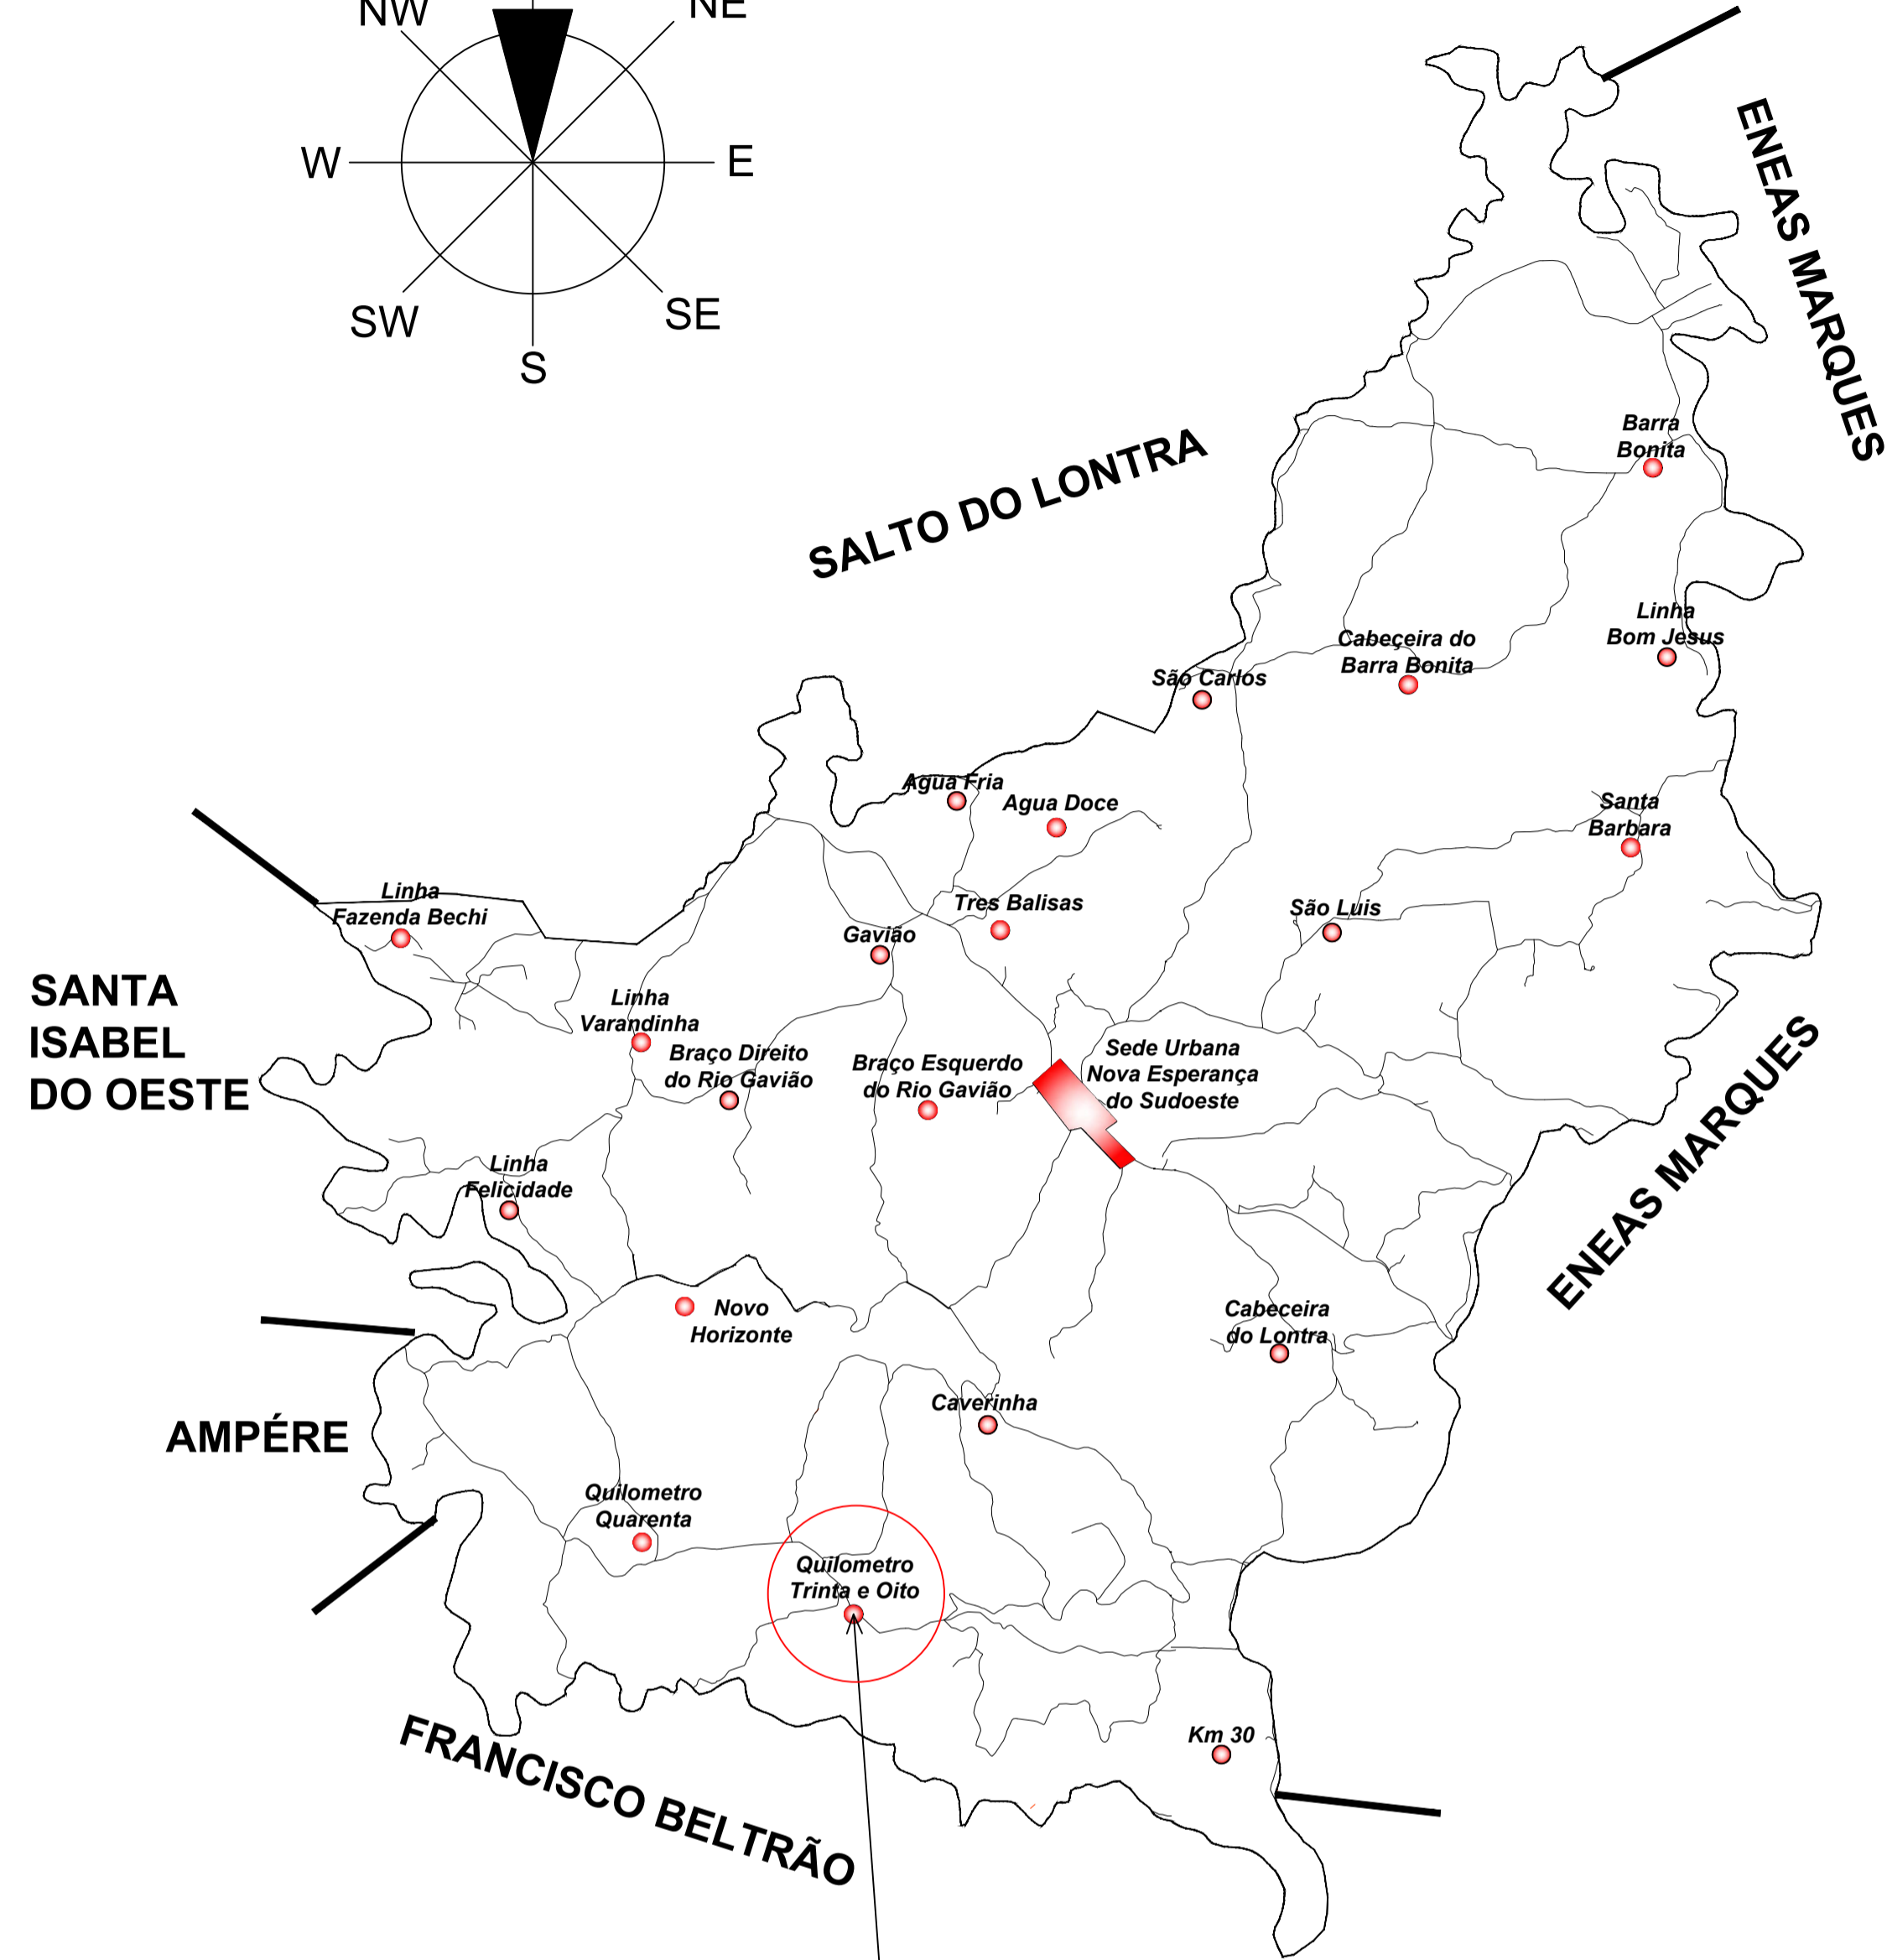 NW
NE
W
E
SW
SE
S
ENEAS MARQUES
SALTO DO LONTRA
Barra
Bonita
Linha
Bom Jesus
Cabeçeira do
Barra Bonita
São Carlos
Agua Fria
Agua Doce
Santa
Barbara
Linha
Fazenda Bechi
Tres Balisas
São Luis
Gavião
SANTA
ISABEL
DO OESTE
Linha
Varandinha
Braço Direito
do Rio Gavião
Braço Esquerdo
do Rio Gavião
Sede Urbana
Nova Esperança
do Sudoeste
ENEAS MARQUES
Linha
Felicidade
Novo
Horizonte
Cabeceira
do Lontra
Caverinha
AMPÉRE
Quilometro
Quarenta
Quilometro
Trinta e Oito
Km 30
FRANCISCO BELTRÃO